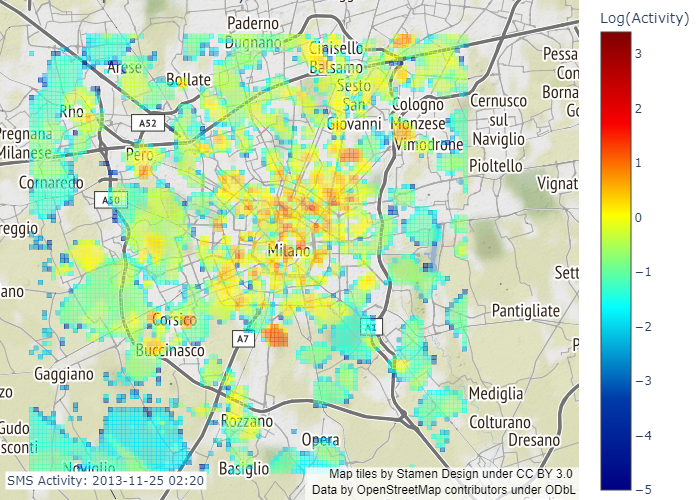 Log(Activity)
Paderno
Dugnano
Cinisello
Balsamo
Pessa
Arese
Bollate
Sesto
San
Giovanni
Con
Borna
Go
Rho
A52
Cologno
Monzese
Cernusco
sul
Naviglio
Pregnana
Milanese
Pero
Vimodrone
Pioltello
Cornaredo
A50
Vignat
reggio
Milano
Sett
ano
Corsico
A1
Pantigliate
Buccinasco
A7
P
Gaggiano
zo
Mediglia
Rozzano
Colturano
Gudo
sconti
Opera
Dresano
Noviglio
Basiglio
SMS Activity: 2013-11-25 02:20
Map tiles by Stamen Design under CC BY 3.0
Data by OpenStreetMap contributors under ODbL
3
2
1
0
−1
−2
−3
−4
−5